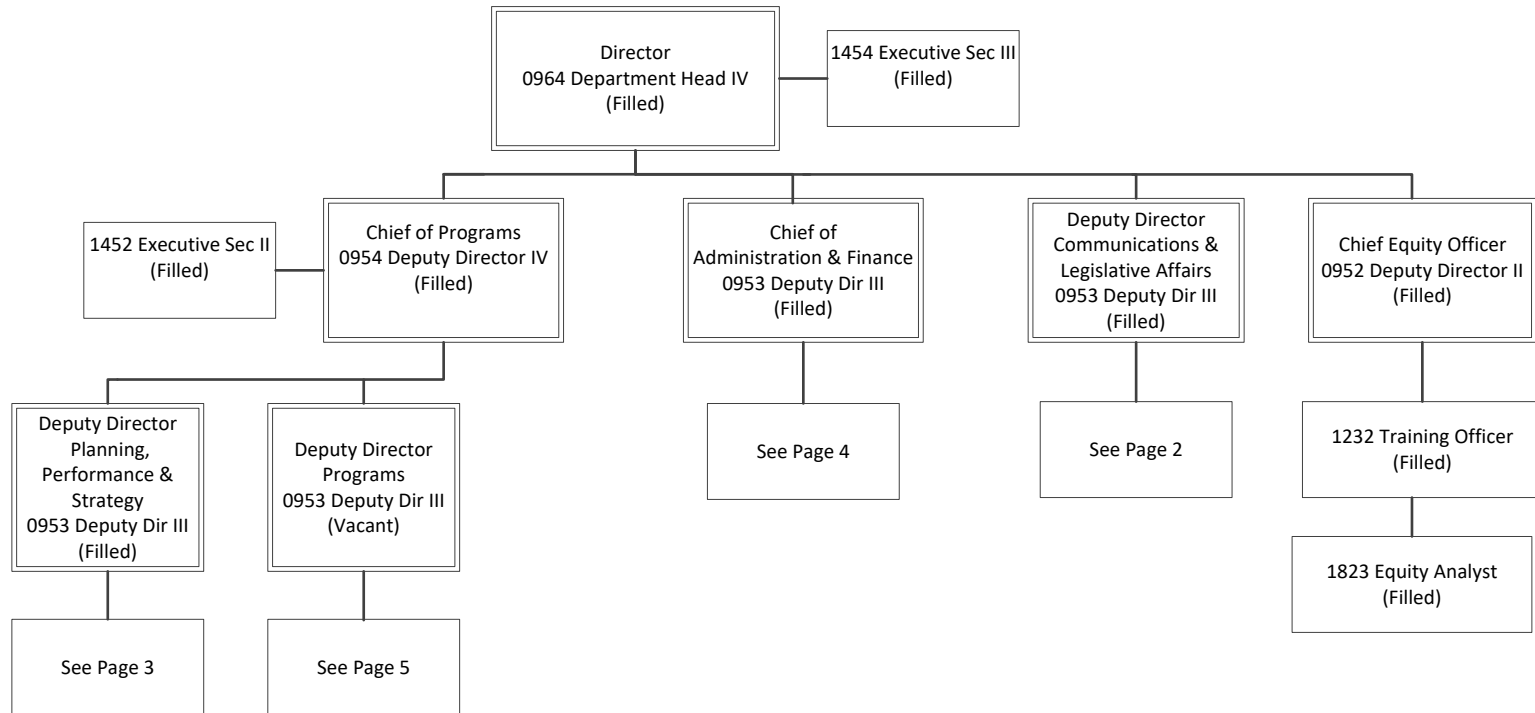 Director
0964 Department Head IV
(Filled)
1454 Executive Sec III
(Filled)
1452 Executive Sec II
(Filled)
Chief of Programs
0954 Deputy Director IV
(Filled)
Chief of
Administration & Finance
0953 Deputy Dir III
(Filled)
Deputy Director
Communications &
Legislative Affairs
0953 Deputy Dir III
(Filled)
Chief Equity Officer
0952 Deputy Director II
(Filled)
Deputy Director
Planning,
Performance &
Strategy
0953 Deputy Dir III
(Filled)
Deputy Director
Programs
0953 Deputy Dir III
(Vacant)
See Page 4
See Page 2
1232 Training Officer
(Filled)
1823 Equity Analyst
(Filled)
See Page 3
See Page 5